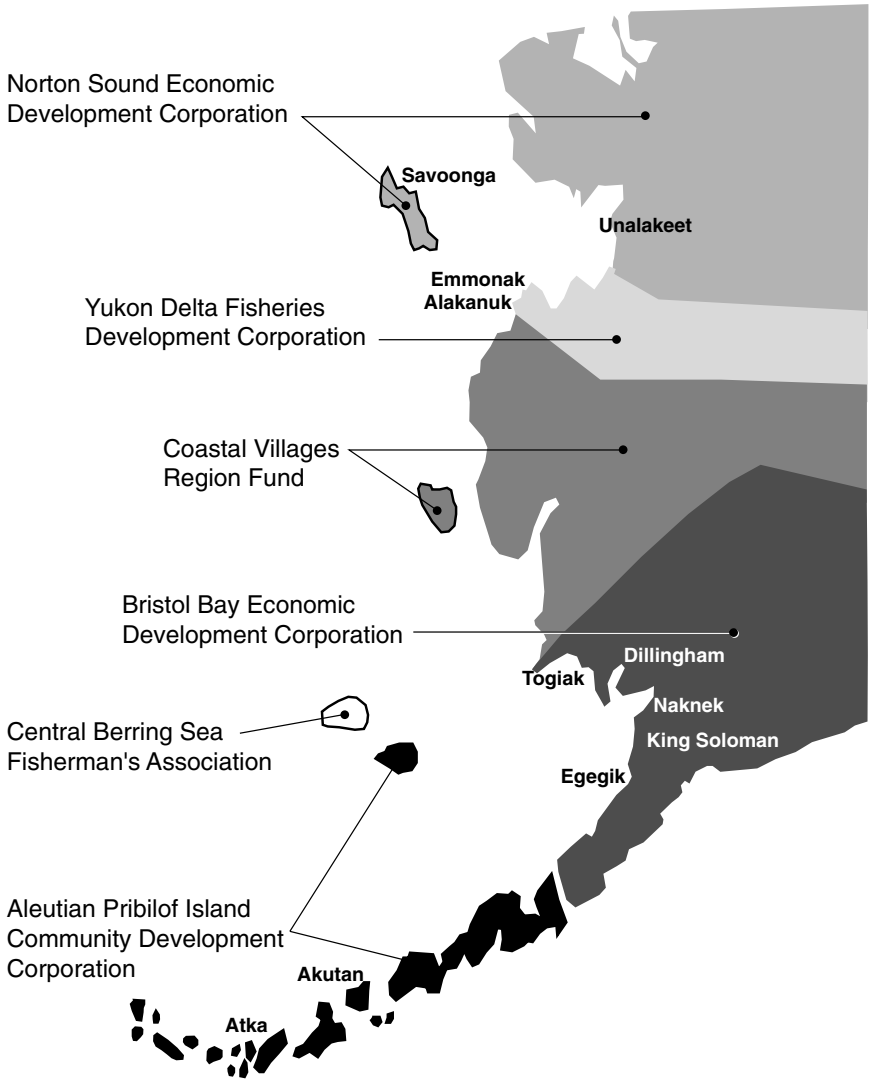 Norton Sound Economic
Development Corporation
Savoonga
Unalakeet
Emmonak
Alakanuk
Yukon Delta Fisheries
Development Corporation
Coastal Villages
Region Fund
Bristol Bay Economic
Development Corporation
Dillingham
Togiak
Naknek
King Soloman
Central Berring Sea
Fisherman's Association
Egegik
Aleutian Pribilof Island
Community Development
Corporation
Akutan
Atka